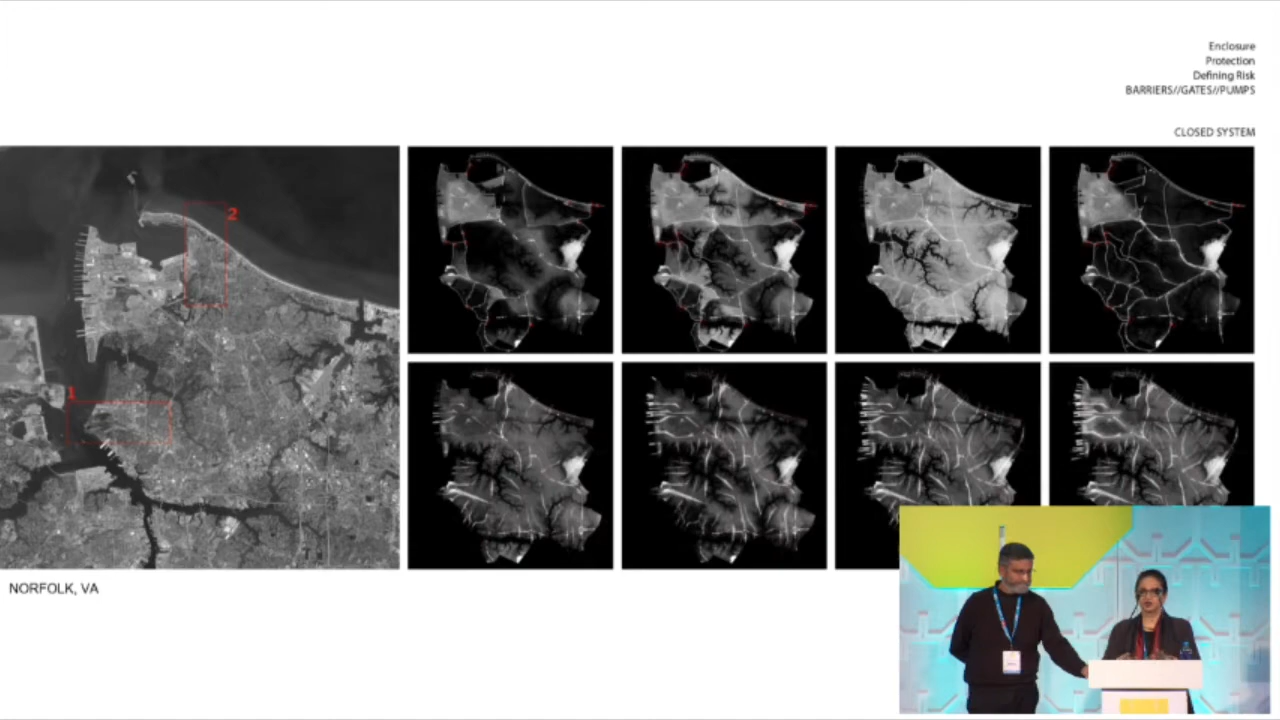 Enclosure
Protection
Defining Risk
BARRIERS//GATES//PUMPS
CLOSED SYSTEM
2
1
NORFOLK, VA